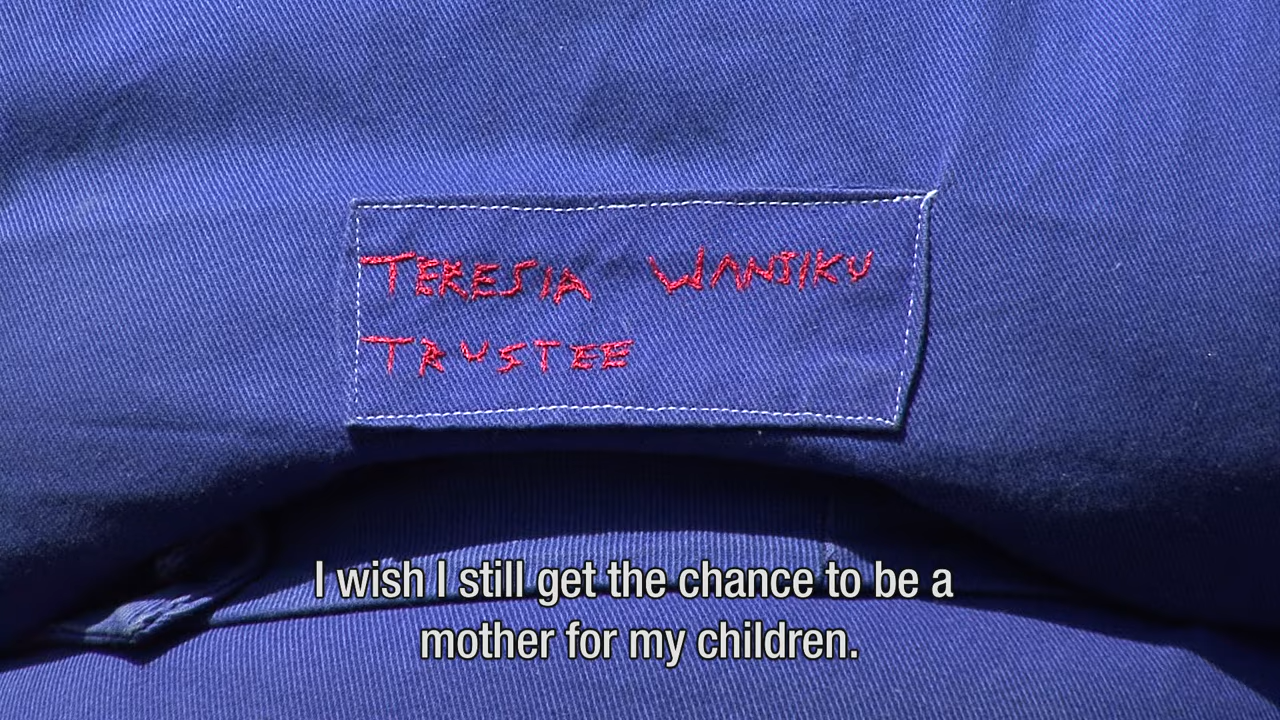 TERESIA WANJIKU
TRUSTEE
I wish I still get the chance to be a
mother for my children.